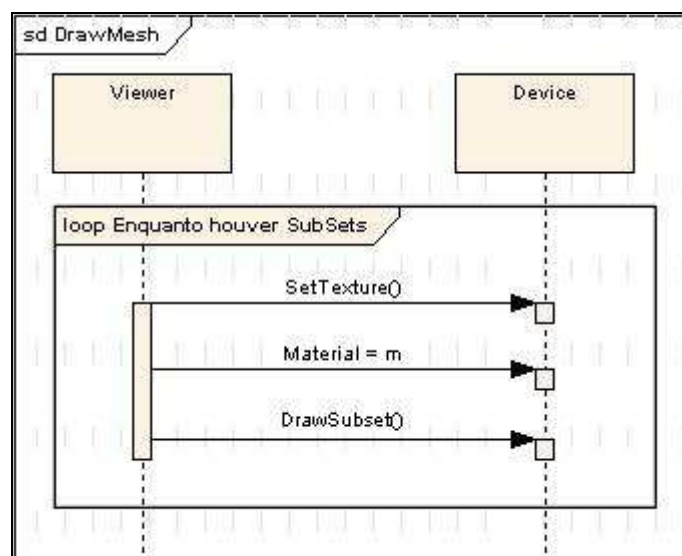 sd DrawMesh
Viewer
Device
loop Enquanto houver SubSets
SetTexture()
Material = m
DrawSubset()